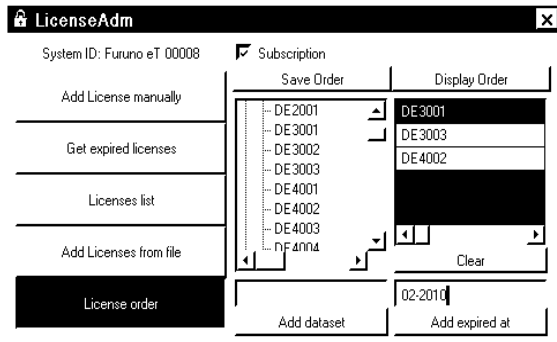 LicenseAdm
System ID: Furuno eT 00008
Subscription
Save Order
Display Order
Add License manually
Get expired licenses
Licenses list
Add Licenses from file
License order
DE2001
DE3001
DE3002
DE3003
DE4001
DE4002
DE4003
DE4004
DE3001
DE3003
DE4002
Clear
02-2010
Add dataset
Add expired at